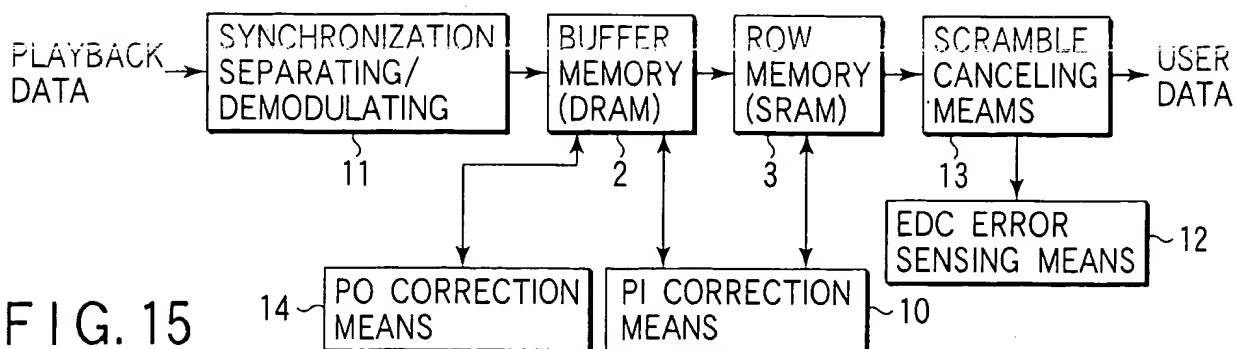 PLAYBACK
DATA
SYNCHRONIZATION
SEPARATING/
DEMODULATING
11
BUFFER
MEMORY
(DRAM)
2
ROW
MEMORY
(SRAM)
3
SCRAMBLE
CANCELING
MEAMS
13
USER
DATA
EDC ERROR
SENSING MEANS
12
14
PO CORRECTION
MEANS
PI CORRECTION
MEANS
10
FIG. 15